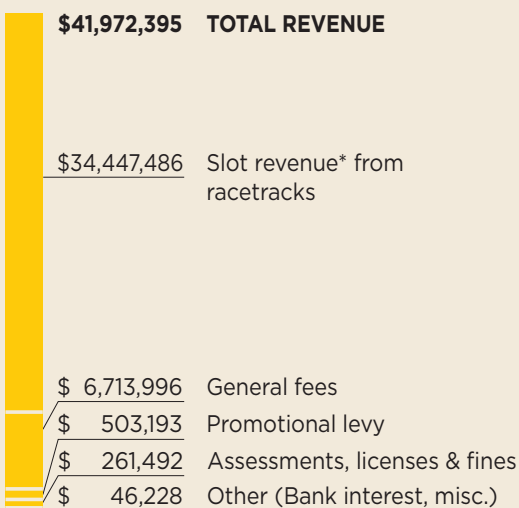 $41,972,395 TOTAL REVENUE
$34,447,486 Slot revenue* from
racetracks
$ 6,713,996 General fees
$ 503,193 Promotional levy
$ 261,492 Assessments, licenses & fines
$ 46,228 Other (Bank interest, misc.)